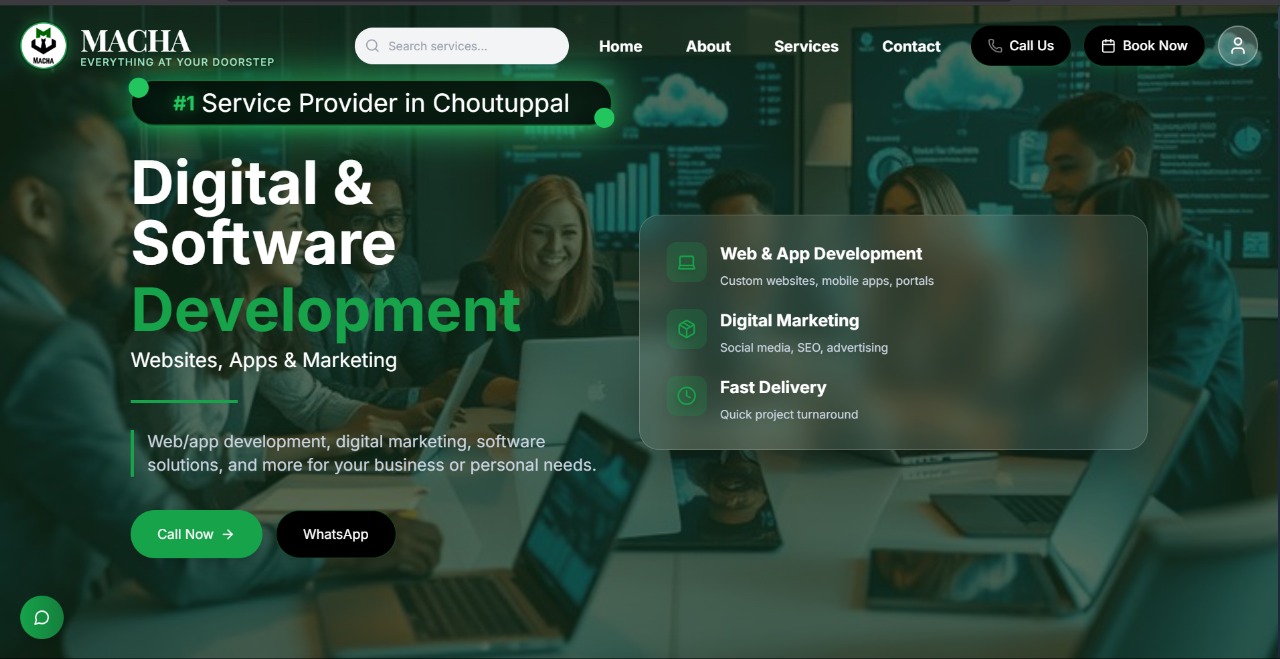 MACHA
EVERYTHING AT YOUR DOORSTEP
MACHA
Search services...
Home
About
Services
Contact
Call Us
Book Now
#1 Service Provider in Choutuppal
Digital &
Software
Development
Websites, Apps & Marketing
Web/app development, digital marketing, software
solutions, and more for your business or personal needs.
Call Now
WhatsApp
Web & App Development
Custom websites, mobile apps, portals
Digital Marketing
Social media, SEO, advertising
Fast Delivery
Quick project turnaround